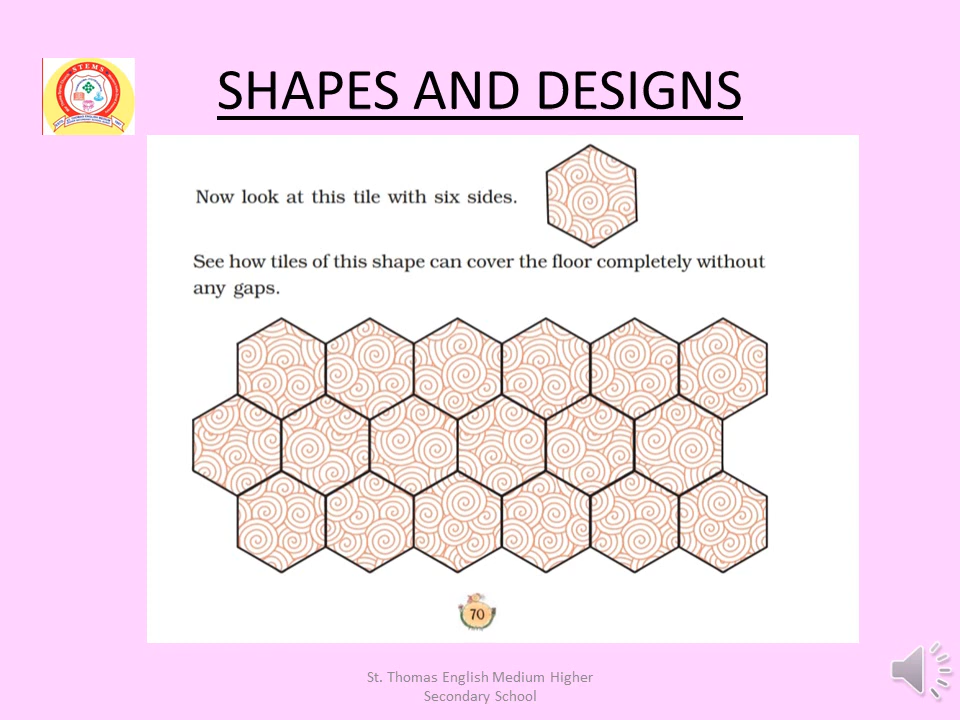 SHAPES AND DESIGNS
STEMS
Now look at this tile with six sides.
See how tiles of this shape can cover the floor completely without
any gaps.
70
St. Thomas English Medium Higher
Secondary School